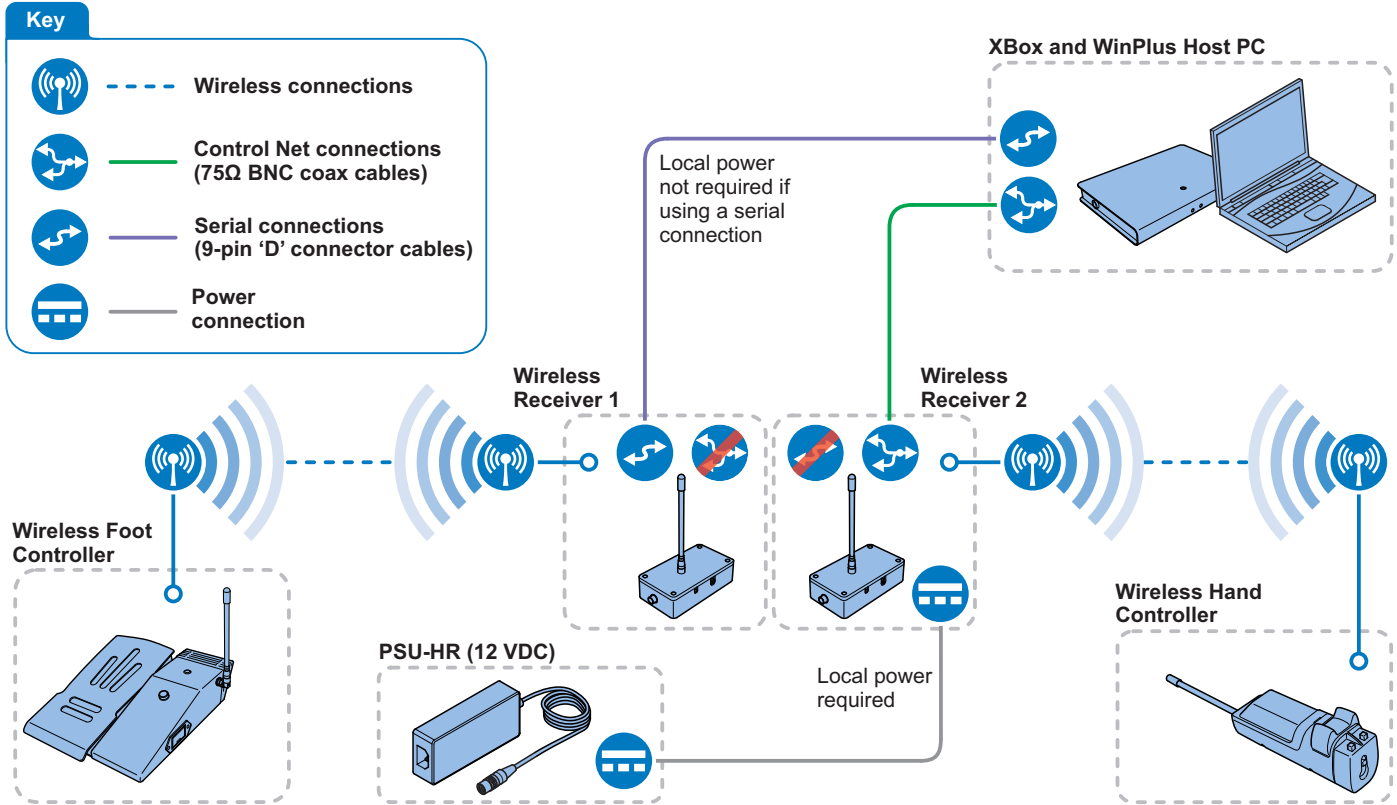 Key
Wireless connections
Control Net connections
(75Ω BNC coax cables)
Serial connections
(9-pin ‘D’ connector cables)
Power
connection
XBox and WinPlus Host PC
Local power
not required if
using a serial
connection
Wireless
Receiver 1
Wireless
Receiver 2
Wireless Foot
Controller
PSU-HR (12 VDC)
Local power
required
Wireless Hand
Controller